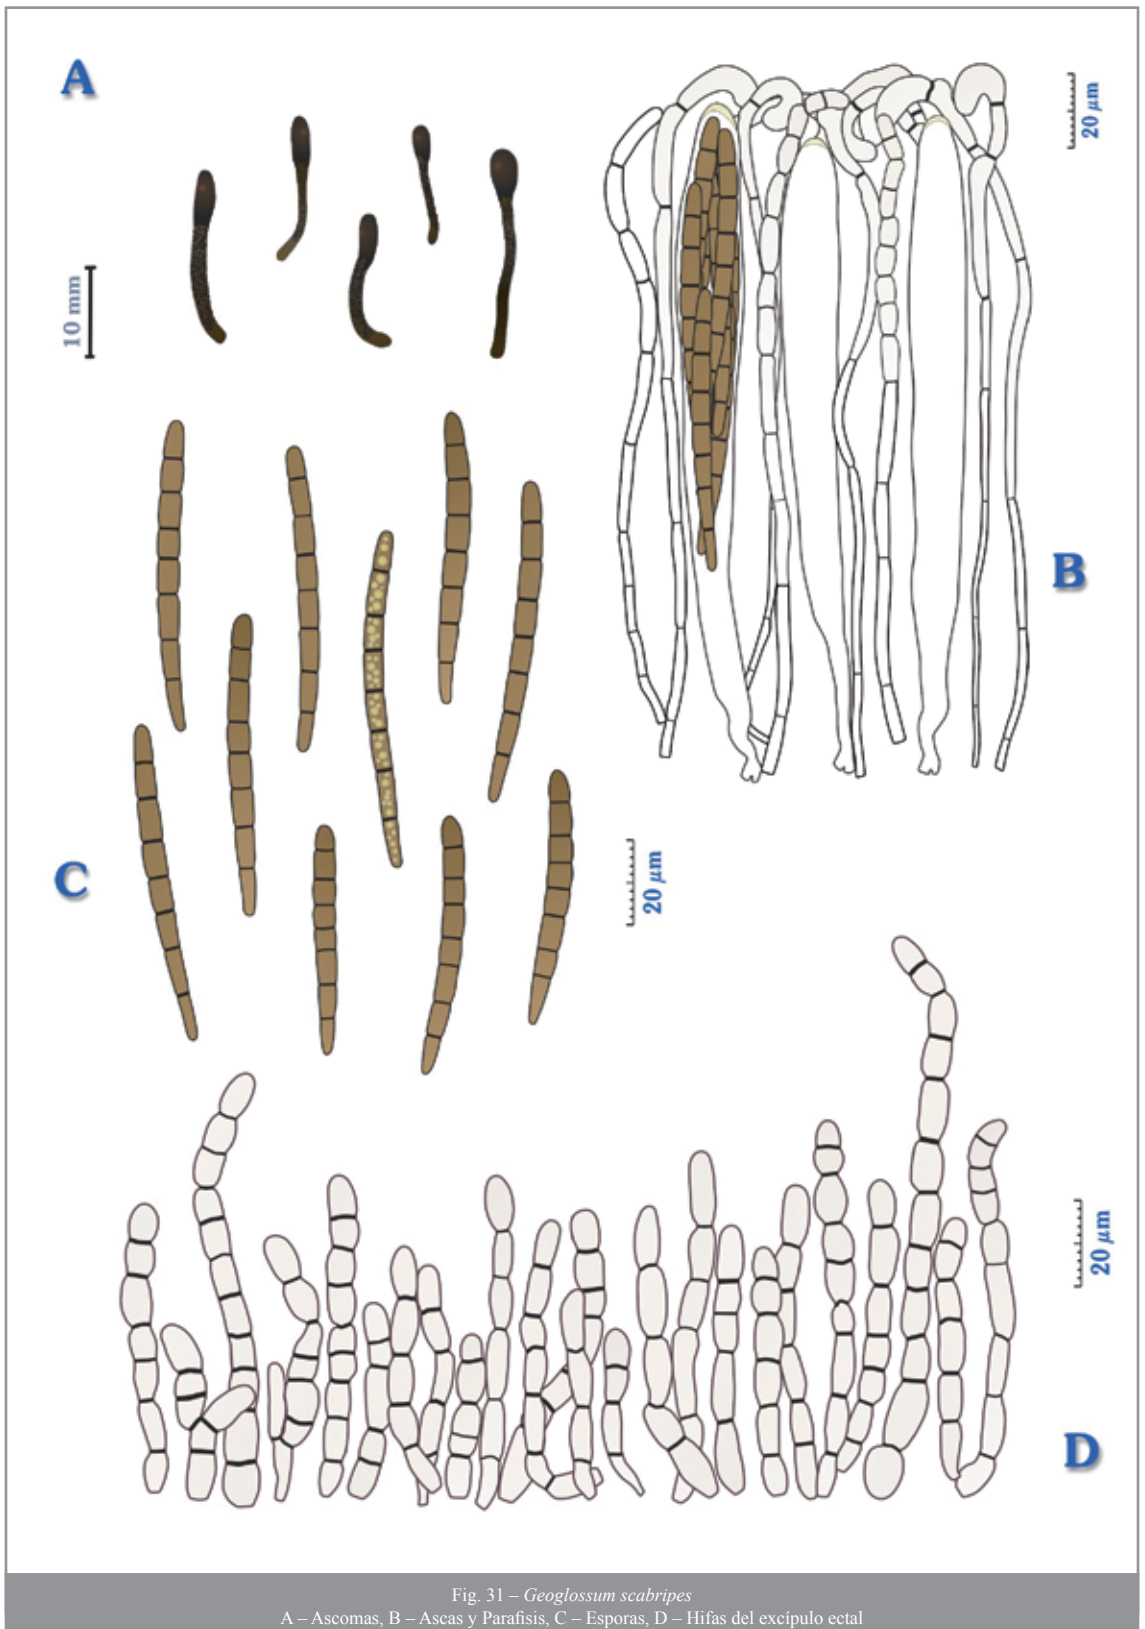 A
20 µm
10 mm
B
C
20 µm
20 µm
D
Fig. 31 – Geoglossum scabripes
A – Ascomas, B – Ascas y Parafisis, C – Esporas, D – Hifas del excípulo ectal